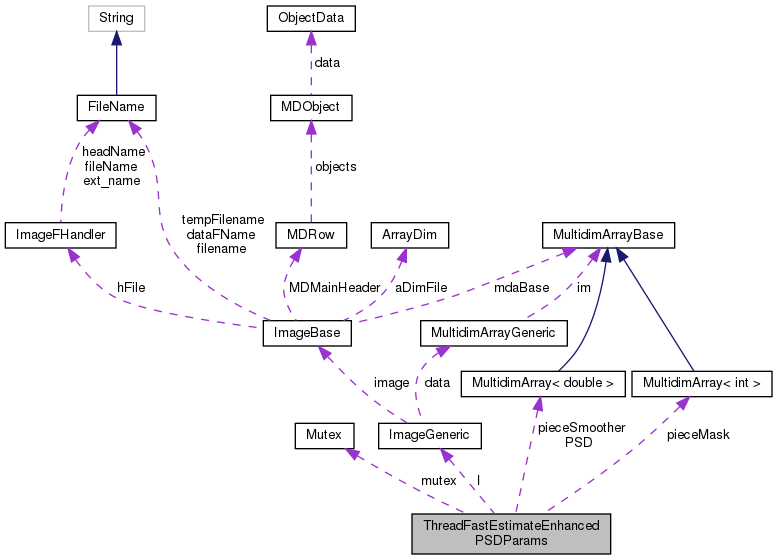 String
ObjectData
data
FileName
MDObject
headName
fileName
ext_name
objects
tempFilename
dataFName
filename
ImageFHandler
MDRow
ArrayDim
MultidimArrayBase
hFile
MDMainHeader
aDimFile
mdaBase
im
ImageBase
MultidimArrayGeneric
image
data
MultidimArray< double >
MultidimArray< int >
Mutex
ImageGeneric
pieceSmoother
PSD
pieceMask
mutex
I
ThreadFastEstimateEnhanced
PSDParams